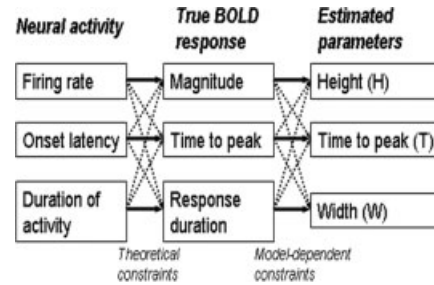 Neural activity
True BOLD
response
Estimated
parameters
Firing rate
Magnitude
Height (H)
Onset latency
Time to peak
Time to peak (T)
Duration of
activity
Response
duration
Width (W)
Theoretical
constraints
Model-dependent
constraints